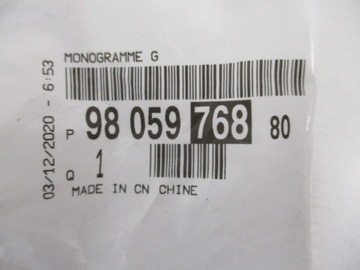 MONOGRAMME G
P 98 059 768 80
Q 1
MADE IN CN CHINE
03/12/2020 - 6:53